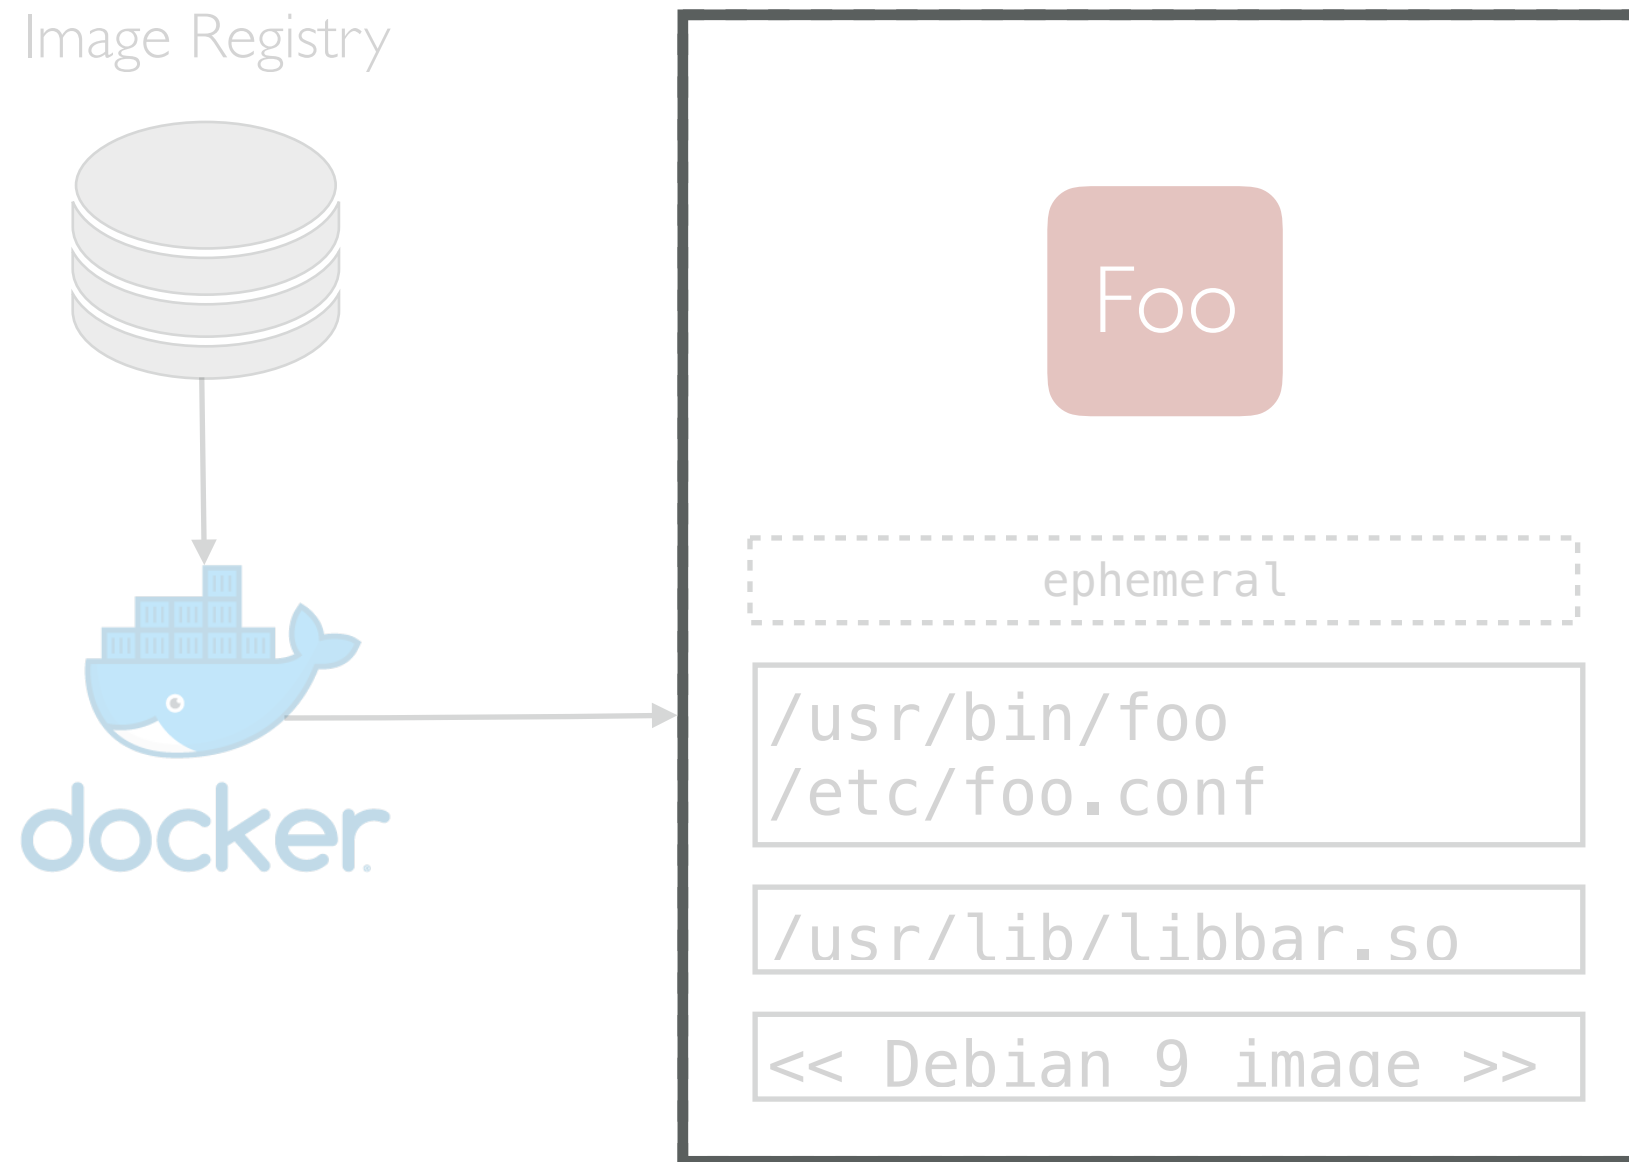 Image Registry
Foo
ephemeral
/usr/bin/foo
/etc/foo.conf
docker
/usr/lib/libbar.so
<< Debian 9 image >>